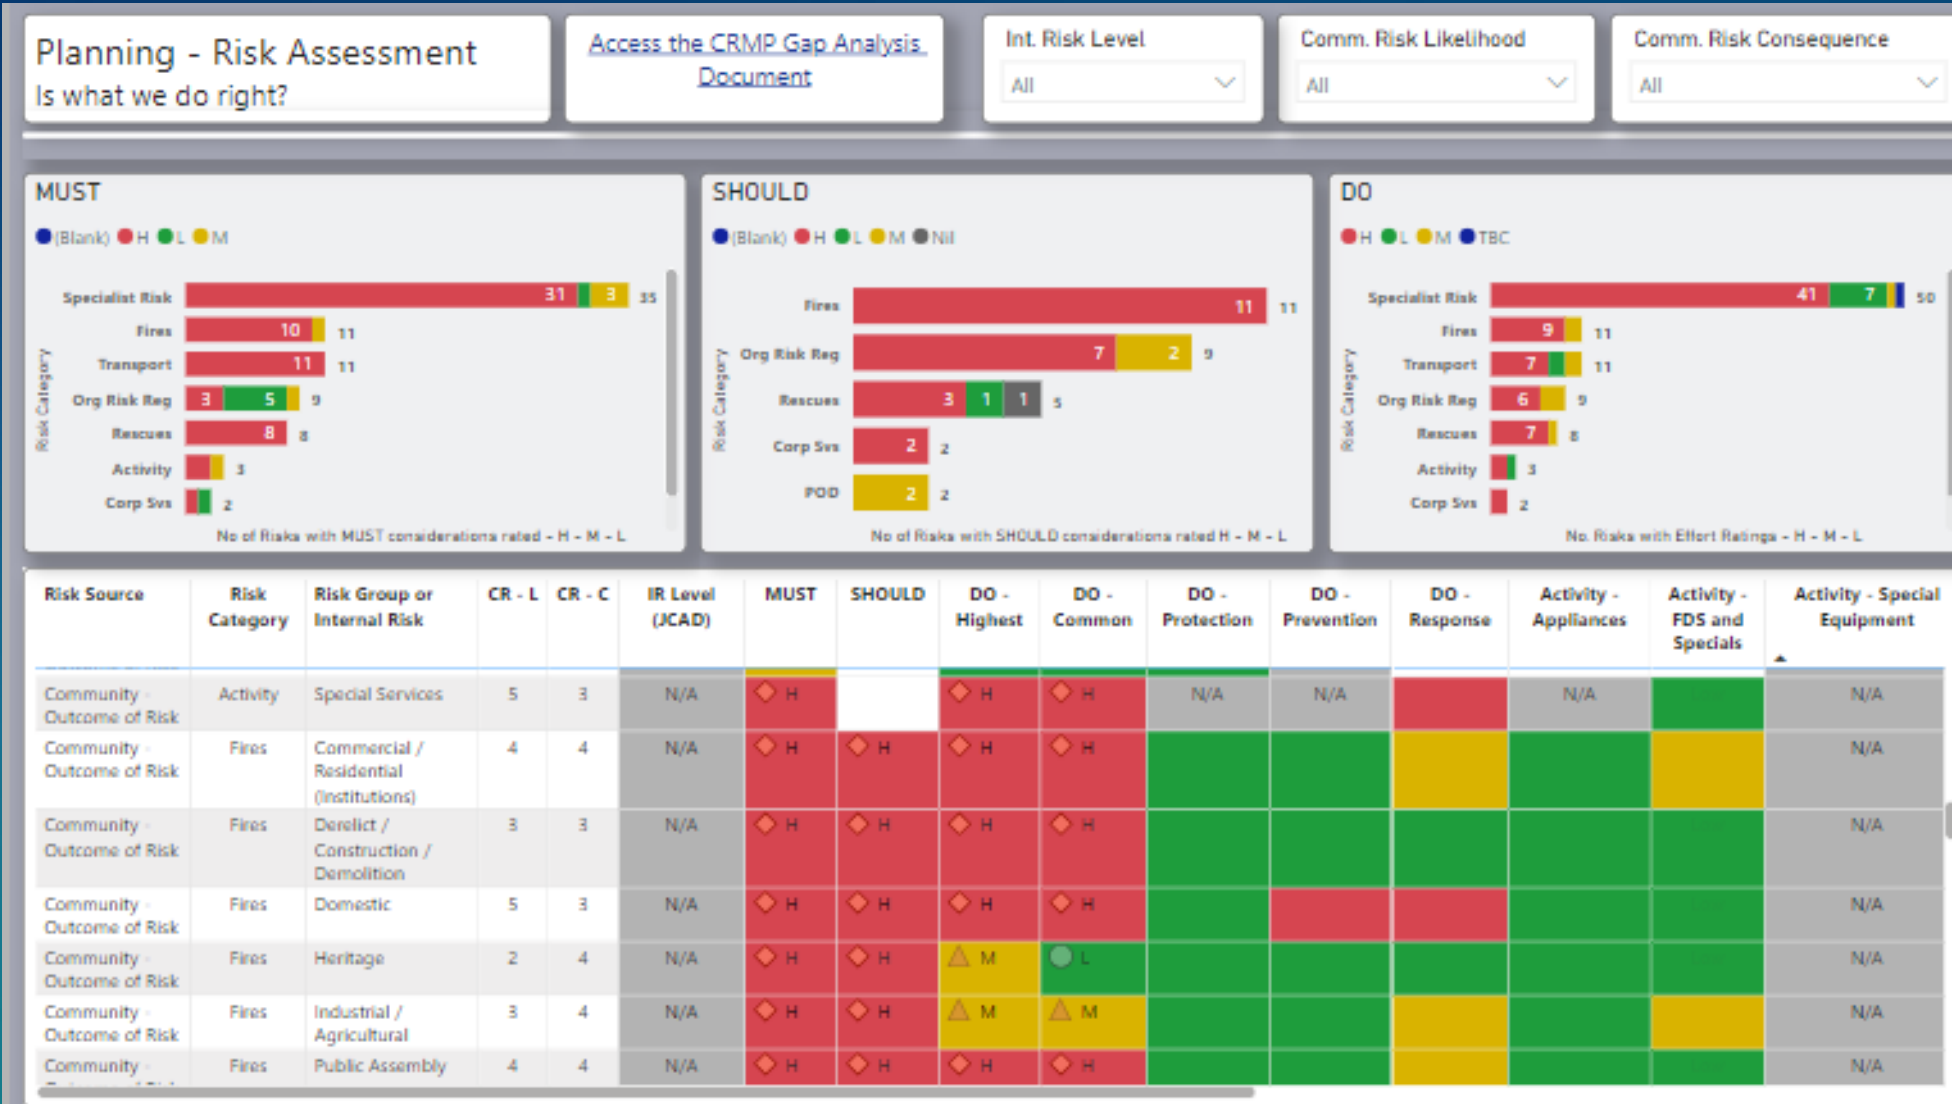 Planning - Risk Assessment
Is what we do right?
Access the CRMP Gap Analysis
Document
Int. Risk Level
All
Comm. Risk Likelihood
All
Comm. Risk Consequence
All
MUST
(Blank) H L M
Risk Category
Specialist Risk 31 3 35
Fires 10 11
Transport 11 11
Org Risk Reg 3 5 9
Rescues 8 8
Activity 3
Corp Svs 2
No of Risks with MUST considerations rated - H - M - L
SHOULD
(Blank) H L M Nil
Risk Category
Fires 11 11
Org Risk Reg 7 2 9
Rescues 3 1 1 5
Corp Svs 2 2
POD 2 2
No of Risks with SHOULD considerations rated H - M - L
DO
H L M TBC
Risk Category
Specialist Risk 41 7 50
Fires 9 11
Transport 7 11
Org Risk Reg 6 9
Rescues 7 8
Activity 3
Corp Svs 2
No. Risks with Effort Ratings - H - M - L
Risk Source Risk Risk Group or CR - L CR - C IR Level MUST SHOULD DO - DO - DO - DO - DO - Activity - Activity - Activity - Special
Category Internal Risk (JCAD) Highest Common Protection Prevention Response Appliances FDS and Equipment
Specials
Community - Activity Special Services 5 3 N/A H H H N/A N/A N/A N/A
Outcome of Risk
Community - Fires Commercial / 4 4 N/A H H H H N/A
Outcome of Risk Residential
(Institutions)
Community - Fires Derelict / 3 3 N/A H H H H N/A
Outcome of Risk Construction /
Demolition
Community - Fires Domestic 5 3 N/A H H H H N/A
Outcome of Risk
Community - Fires Heritage 2 4 N/A H H M L N/A
Outcome of Risk
Community - Fires Industrial / 3 4 N/A H H M M N/A
Outcome of Risk Agricultural
Community - Fires Public Assembly 4 4 N/A H H H H N/A